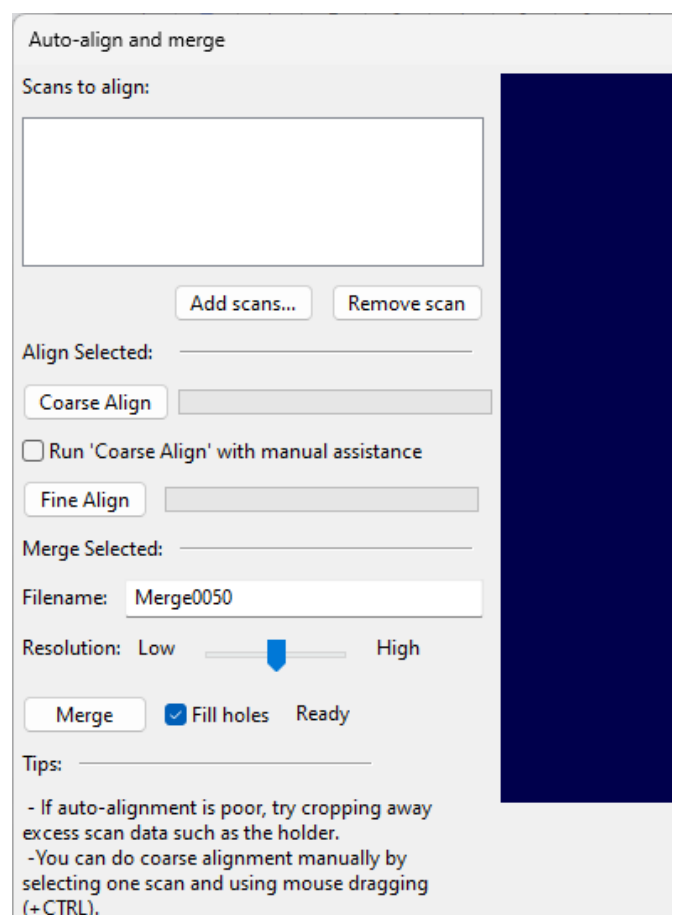 Auto-align and merge
Scans to align:
Add scans... Remove scan
Align Selected:
Coarse Align
Run 'Coarse Align' with manual assistance
Fine Align
Merge Selected:
Filename: Merge0050
Resolution: Low High
Merge Fill holes Ready
Tips:
- If auto-alignment is poor, try cropping away
excess scan data such as the holder.
-You can do coarse alignment manually by
selecting one scan and using mouse dragging
(+CTRL).